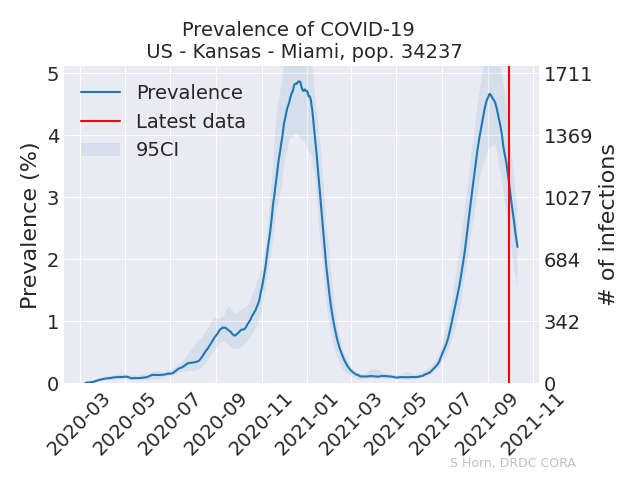 Prevalence of COVID-19
US - Kansas - Miami, pop. 34237
Prevalence
Latest data
95CI
Prevalence (%)
5
4
3
2
1
0
1711
1369
1027
684
342
0
# of infections
2020-03
2020-05
2020-07
2020-09
2020-11
2021-01
2021-03
2021-05
2021-07
2021-09
2021-11
S Horn, DRDC CORA